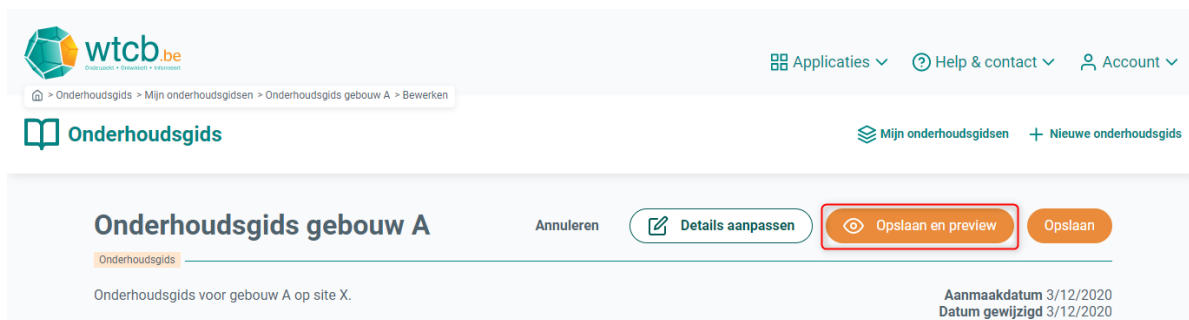 wtcb.be
Onderzoekt • Ontwikkelt • Informeert
Applicaties Help & contact Account
> Onderhoudsgids > Mijn onderhoudsgidsen > Onderhoudsgids gebouw A > Bewerken
Onderhoudsgids
Mijn onderhoudsgidsen + Nieuwe onderhoudsgids
Onderhoudsgids gebouw A
Annuleren Details aanpassen Opslaan en preview Opslaan
Onderhoudsgids
Onderhoudsgids voor gebouw A op site X.
Aanmaakdatum 3/12/2020
Datum gewijzigd 3/12/2020